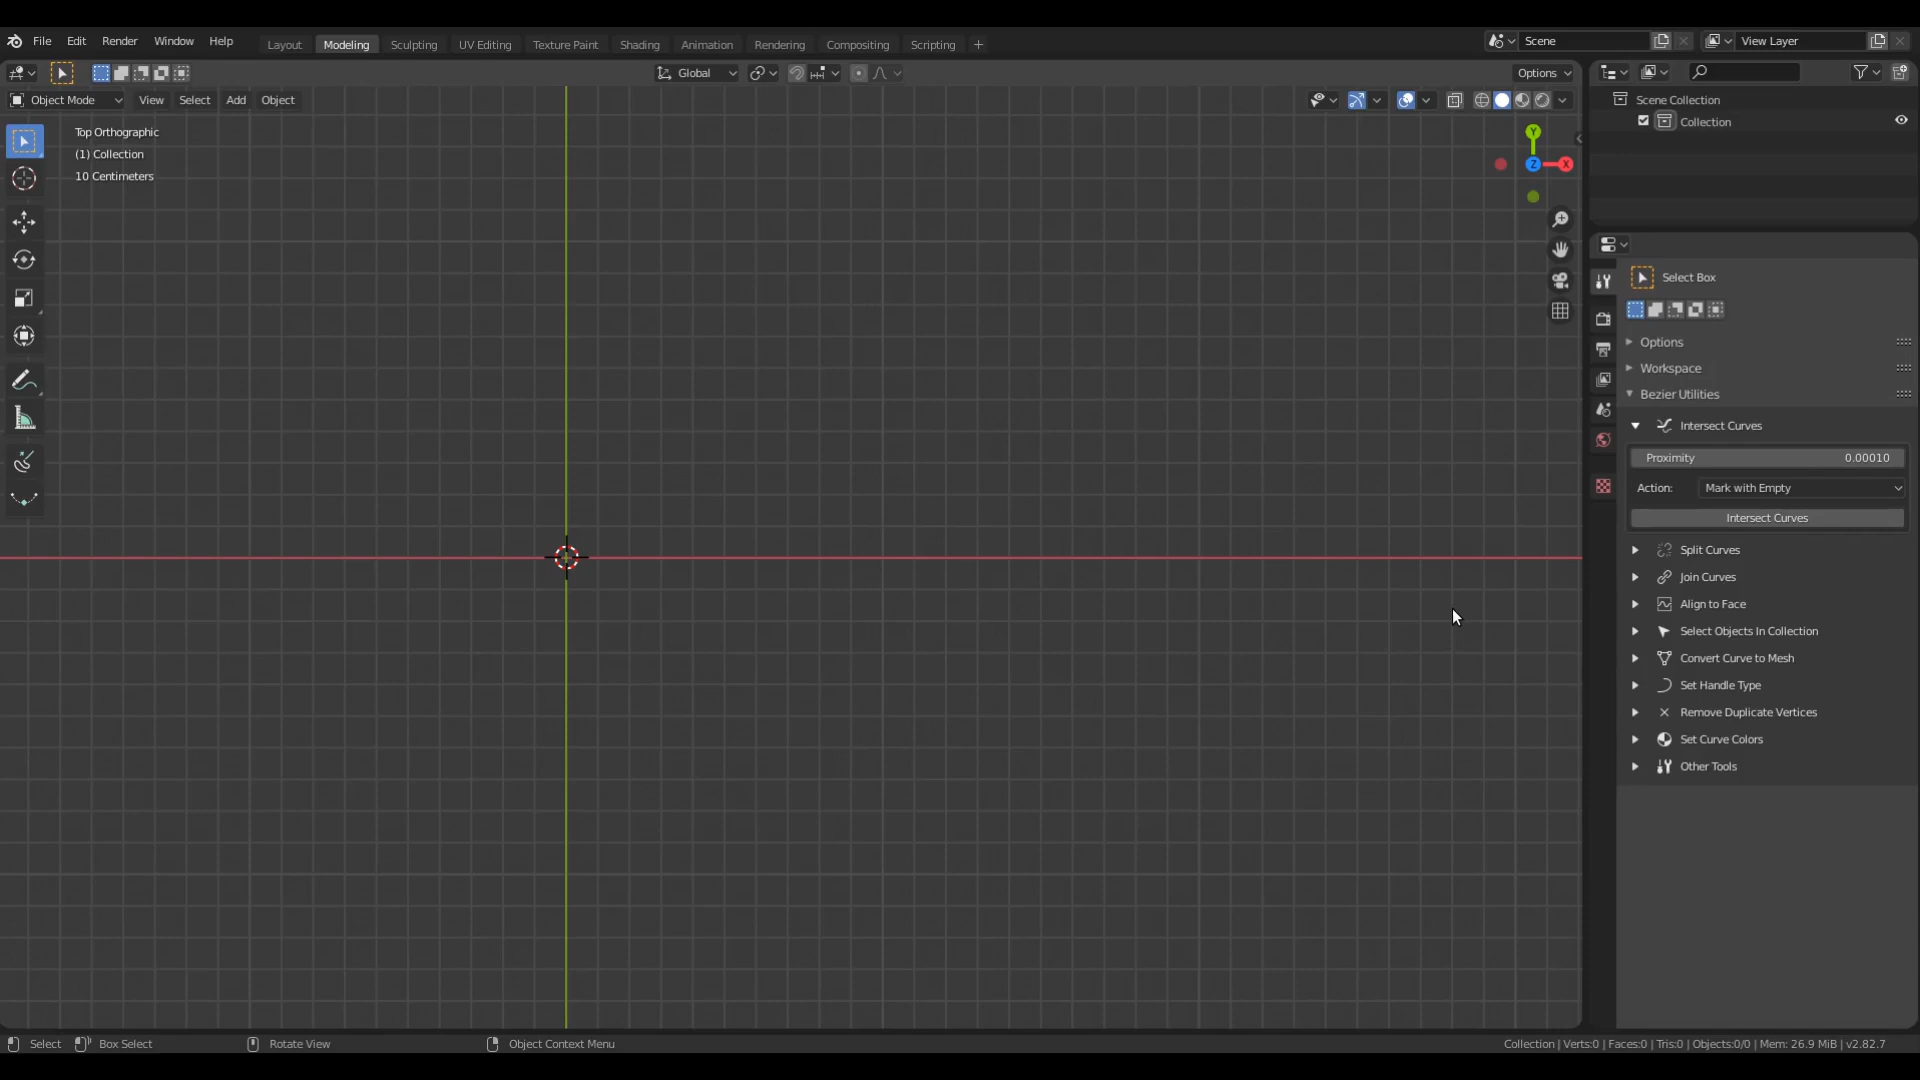 File Edit Render Window Help
Layout Modeling Sculpting UV Editing Texture Paint Shading Animation Rendering Compositing Scripting +
Scene
View Layer
Global
Options
Object Mode View Select Add Object
Top Orthographic
(1) Collection
10 Centimeters
Y
Z
X
Scene Collection
Collection
Select Box
Options
Workspace
Bezier Utilities
Intersect Curves
Proximity 0.00010
Action: Mark with Empty
Intersect Curves
Split Curves
Join Curves
Align to Face
Select Objects In Collection
Convert Curve to Mesh
Set Handle Type
Remove Duplicate Vertices
Set Curve Colors
Other Tools
Select Box Select Rotate View Object Context Menu
Collection | Verts:0 | Faces:0 | Tris:0 | Objects:0/0 | Mem: 26.9 MiB | v2.82.7